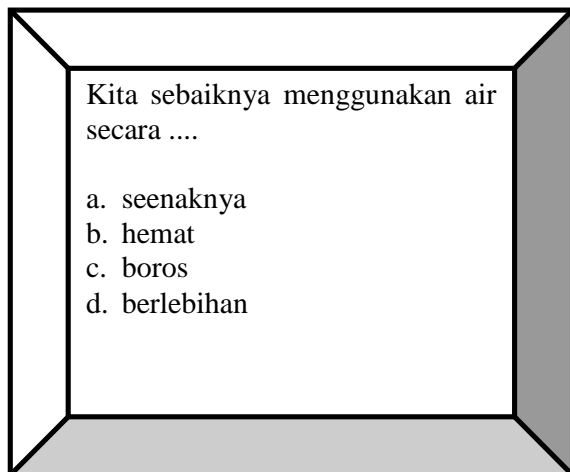 Kita sebaiknya menggunakan air
secara ....
a. seenaknya
b. hemat
c. boros
d. berlebihan